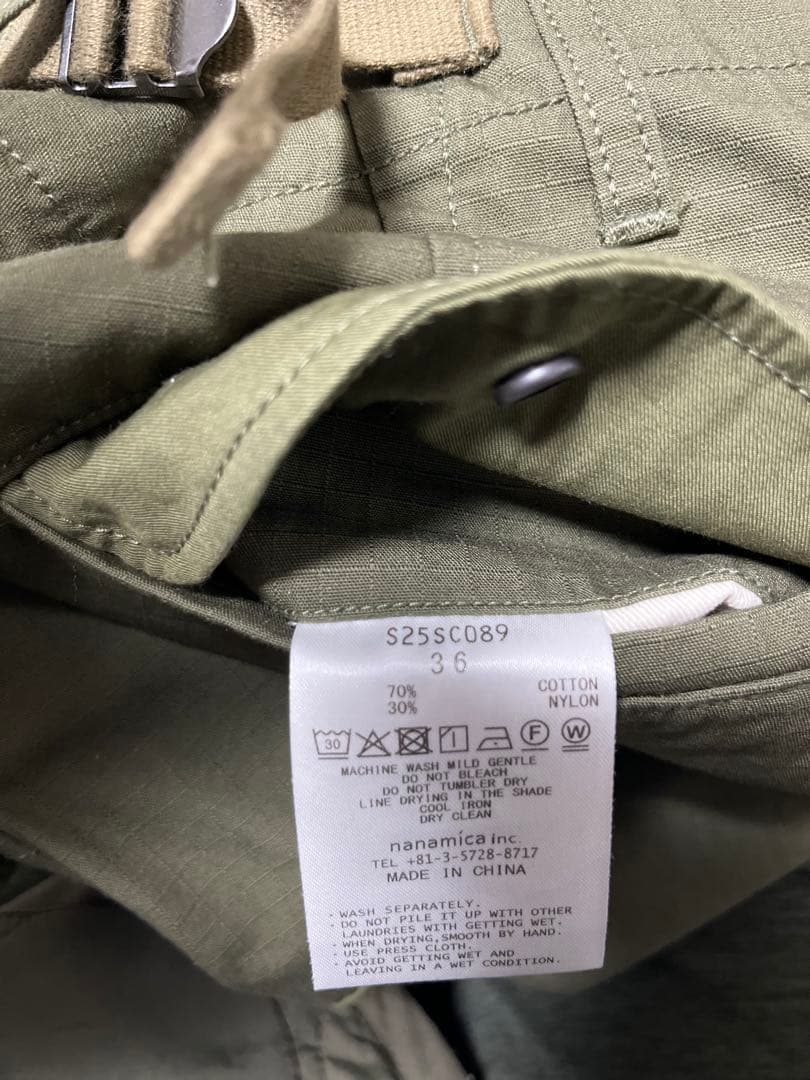 S25SC089
36
70% COTTON
30% NYLON
30 F W
MACHINE WASH MILD GENTLE
DO NOT BLEACH
DO NOT TUMBLER DRY
LINE DRYING IN THE SHADE
COOL IRON
DRY CLEAN
nanamica inc.
TEL +81-3-5728-8717
MADE IN CHINA
· WASH SEPARATELY.
· DO NOT PILE IT UP WITH OTHER
LAUNDRIES WITH GETTING WET.
· WHEN DRYING,SMOOTH BY HAND.
· USE PRESS CLOTH.
· AVOID GETTING WET AND
LEAVING IN A WET CONDITION.